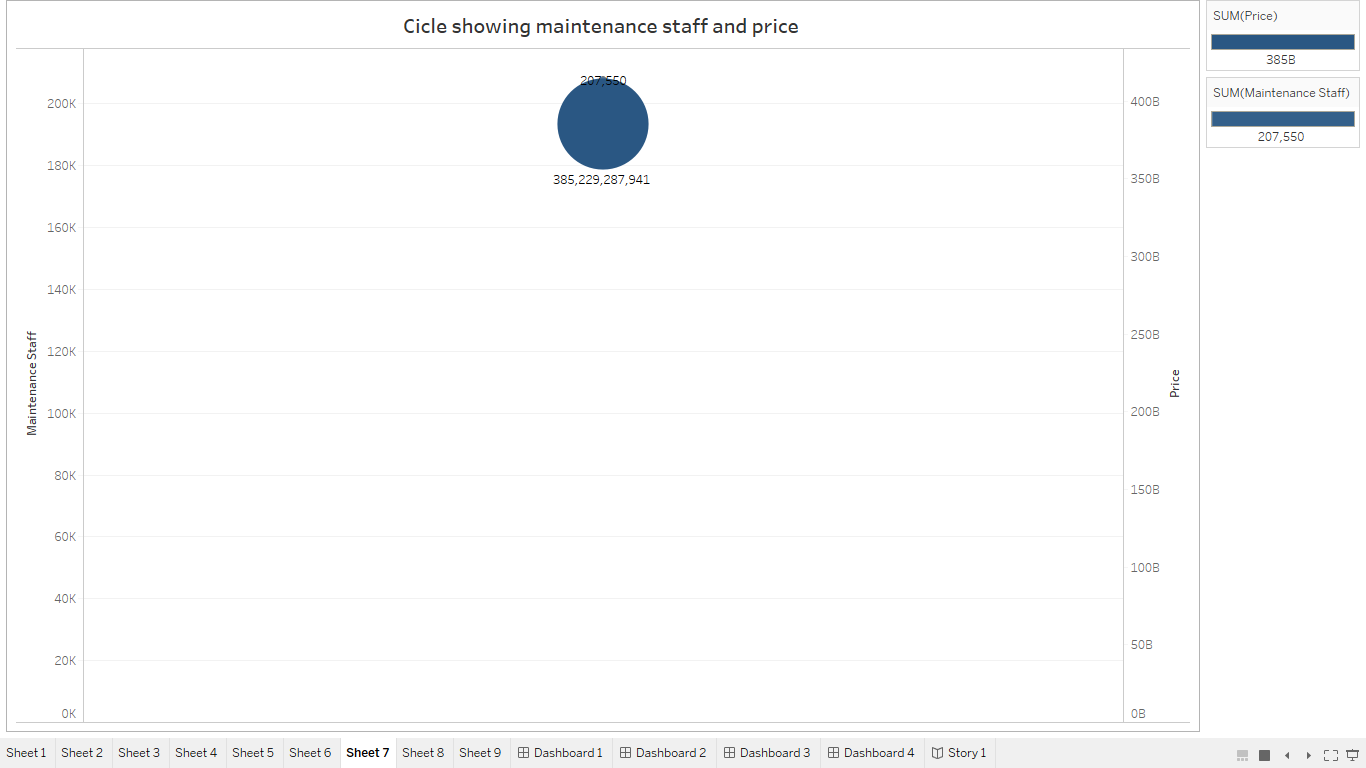 Cicle showing maintenance staff and price
SUM(Price)
385B
SUM(Maintenance Staff)
207,550
207,550
385,229,287,941
Maintenance Staff
200K
180K
160K
140K
120K
100K
80K
60K
40K
20K
0K
400B
350B
300B
250B
200B
150B
100B
50B
0B
Price
Sheet 1 Sheet 2 Sheet 3 Sheet 4 Sheet 5 Sheet 6 Sheet 7 Sheet 8 Sheet 9 Dashboard 1 Dashboard 2 Dashboard 3 Dashboard 4 Story 1